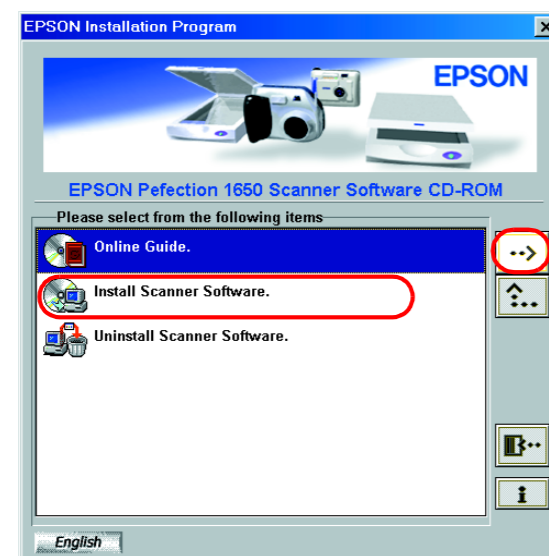 EPSON Installation Program
EPSON
EPSON Pefection 1650 Scanner Software CD-ROM
Please select from the following items
Online Guide.
Install Scanner Software.
Uninstall Scanner Software.
i
English